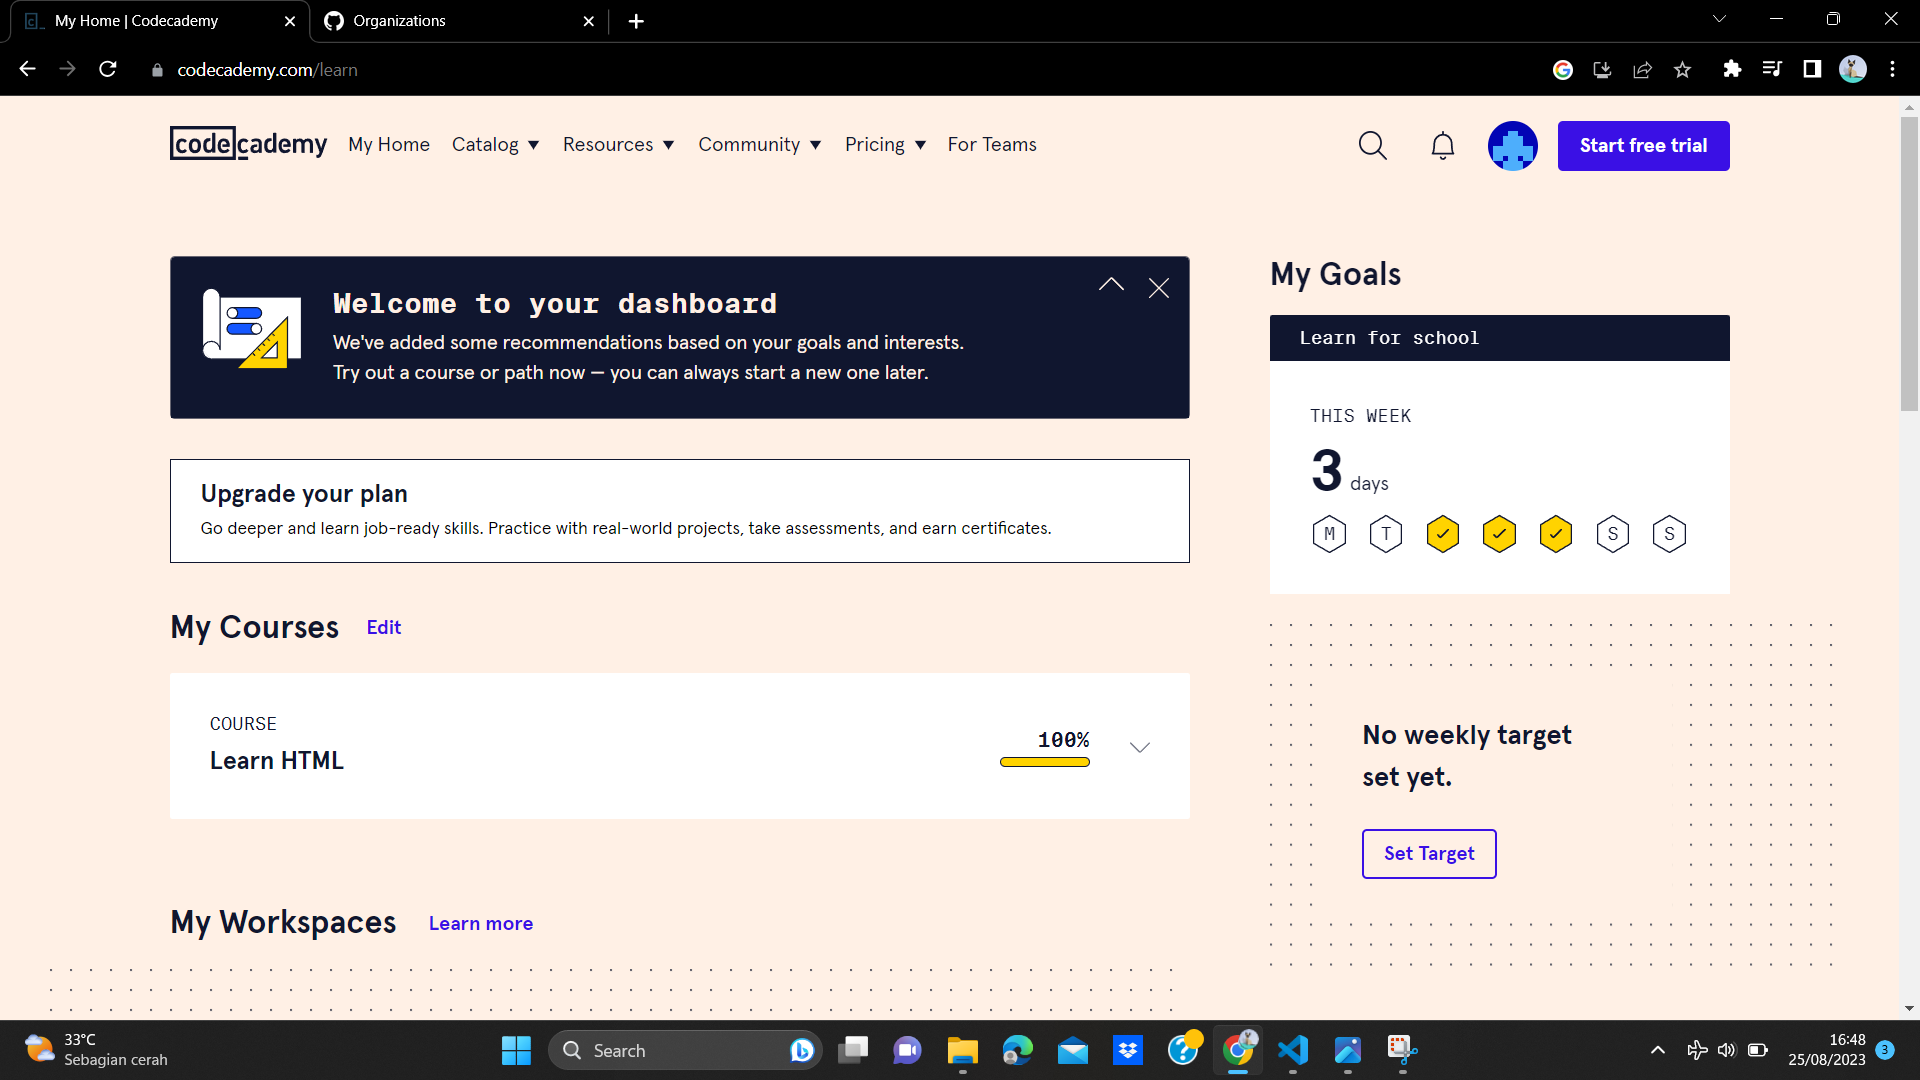 My Home | Codecademy
Organizations
codecademy.com/learn
codecademy
My Home
Catalog
Resources
Community
Pricing
For Teams
Start free trial
Welcome to your dashboard
We've added some recommendations based on your goals and interests.
Try out a course or path now — you can always start a new one later.
Upgrade your plan
Go deeper and learn job-ready skills. Practice with real-world projects, take assessments, and earn certificates.
My Courses
Edit
COURSE
Learn HTML
100%
My Workspaces
Learn more
My Goals
Learn for school
THIS WEEK
3 days
M T S S
No weekly target
set yet.
Set Target
33°C
Sebagian cerah
Search
16:48
25/08/2023
3